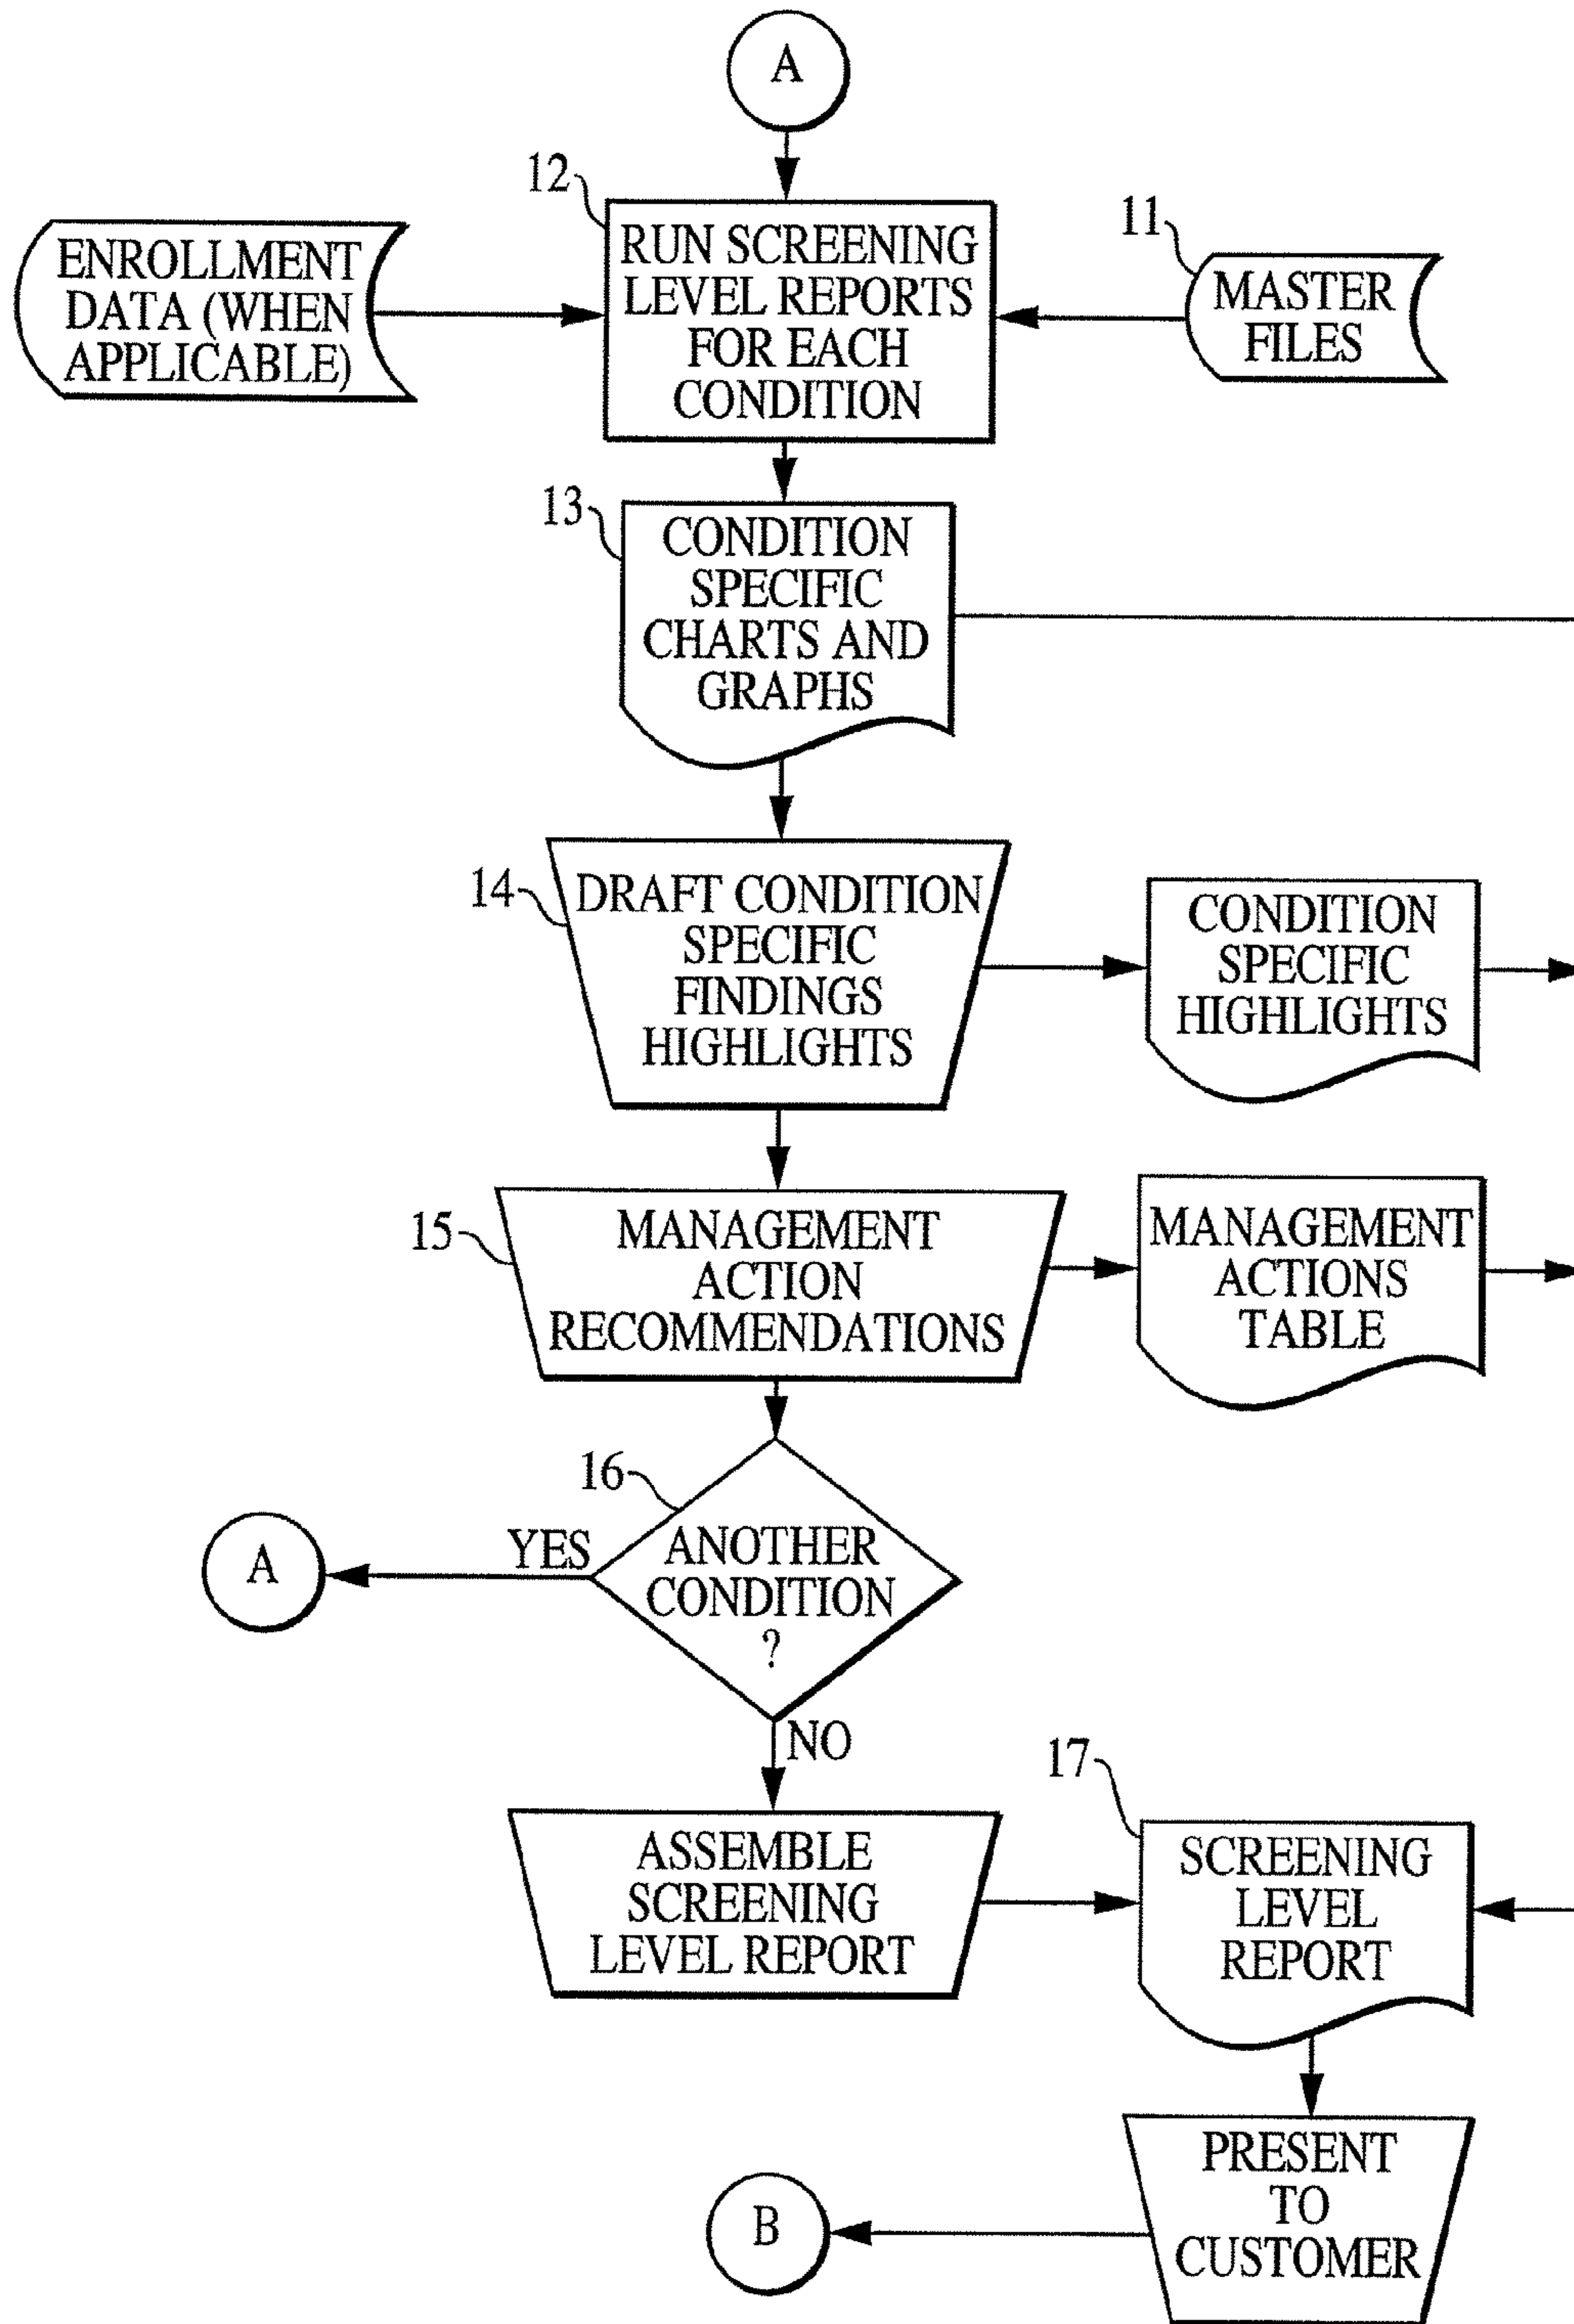 A
12
RUN SCREENING
LEVEL REPORTS
FOR EACH
CONDITION
ENROLLMENT
DATA (WHEN
APPLICABLE)
11
MASTER
FILES
13
CONDITION
SPECIFIC
CHARTS AND
GRAPHS
14
DRAFT CONDITION
SPECIFIC
FINDINGS
HIGHLIGHTS
CONDITION
SPECIFIC
HIGHLIGHTS
15
MANAGEMENT
ACTION
RECOMMENDATIONS
MANAGEMENT
ACTIONS
TABLE
16
ANOTHER
CONDITION
?
YES
A
NO
ASSEMBLE
SCREENING
LEVEL REPORT
17
SCREENING
LEVEL
REPORT
PRESENT
TO
CUSTOMER
B